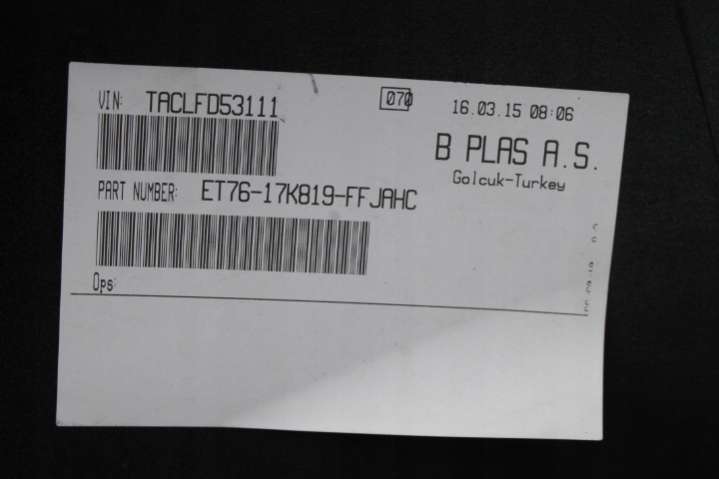 VIN: TACLFD53111
070
16.03.15 08:06
B PLAS A.S.
Golcuk-Turkey
PART NUMBER: ET76-17K819-FFJAHC
Ops: